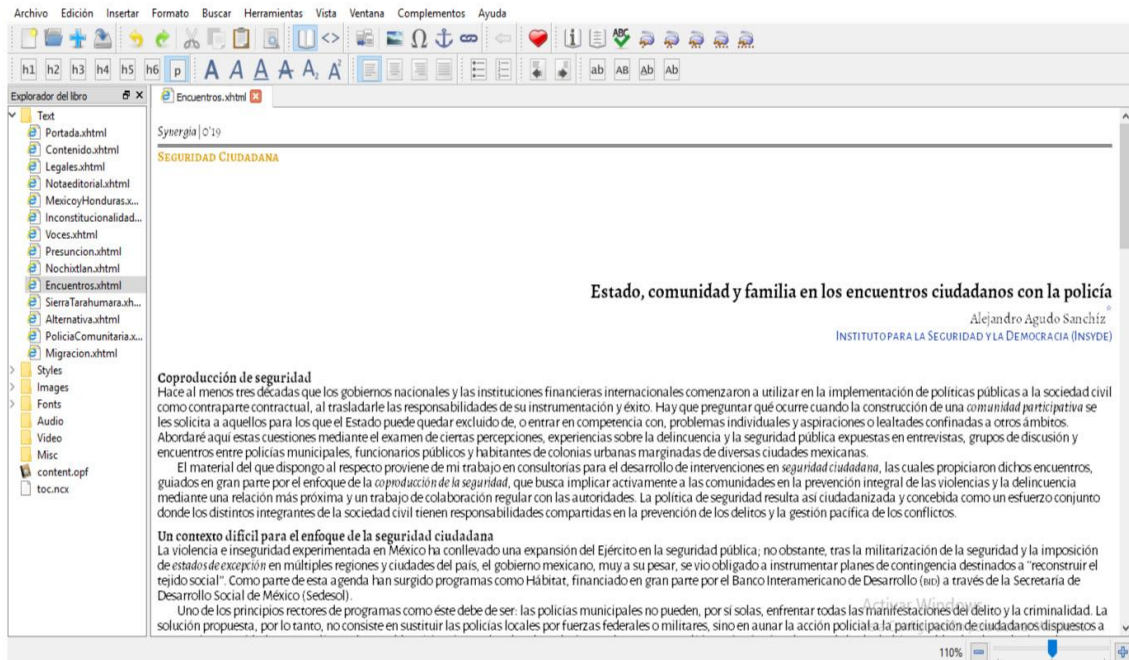 Archivo Edición Insertar Formato Buscar Herramientas Vista Ventana Complementos Ayuda
h1 h2 h3 h4 h5 h6 p A A A A A₂ A² ab AB Ab Ab
Explorador del libro
Encuentros.xhtml
Text
Portada.xhtml
Contenido.xhtml
Legales.xhtml
Notaeditorial.xhtml
MexicoyHonduras.x...
Inconstitucionalidad...
Voces.xhtml
Presuncion.xhtml
Nochixtlan.xhtml
Encuentros.xhtml
SierraTarahumara.xh...
Alternativa.xhtml
PoliciaComunitaria.x...
Migracion.xhtml
Styles
Images
Fonts
Audio
Video
Misc
content.opf
toc.ncx
Synergia|0'19
SEGURIDAD CIUDADANA
Estado, comunidad y familia en los encuentros ciudadanos con la policía
Alejandro Agudo Sanchíz*
INSTITUTO PARA LA SEGURIDAD Y LA DEMOCRACIA (INSYDE)
Coproducción de seguridad
Hace al menos tres décadas que los gobiernos nacionales y las instituciones financieras internacionales comenzaron a utilizar en la implementación de políticas públicas a la sociedad civil
como contraparte contractual, al trasladarle las responsabilidades de su instrumentación y éxito. Hay que preguntar qué ocurre cuando la construcción de una comunidad participativa se
les solicita a aquellos para los que el Estado puede quedar excluido de, o entrar en competencia con, problemas individuales y aspiraciones o lealtades confinadas a otros ámbitos.
Abordaré aquí estas cuestiones mediante el examen de ciertas percepciones, experiencias sobre la delincuencia y la seguridad pública expuestas en entrevistas, grupos de discusión y
encuentros entre policías municipales, funcionarios públicos y habitantes de colonias urbanas marginadas de diversas ciudades mexicanas.
El material del que dispongo al respecto proviene de mi trabajo en consultorías para el desarrollo de intervenciones en seguridad ciudadana, las cuales propiciaron dichos encuentros,
guiados en gran parte por el enfoque de la coproducción de la seguridad, que busca implicar activamente a las comunidades en la prevención integral de las violencias y la delincuencia
mediante una relación más próxima y un trabajo de colaboración regular con las autoridades. La política de seguridad resulta así ciudadanizada y concebida como un esfuerzo conjunto
donde los distintos integrantes de la sociedad civil tienen responsabilidades compartidas en la prevención de los delitos y la gestión pacífica de los conflictos.
Un contexto difícil para el enfoque de la seguridad ciudadana
La violencia e inseguridad experimentada en México ha conllevado una expansión del Ejército en la seguridad pública; no obstante, tras la militarización de la seguridad y la imposición
de estados de excepción en múltiples regiones y ciudades del país, el gobierno mexicano, muy a su pesar, se vio obligado a instrumentar planes de contingencia destinados a "reconstruir el
tejido social". Como parte de esta agenda han surgido programas como Hábitat, financiado en gran parte por el Banco Interamericano de Desarrollo (BID) a través de la Secretaría de
Desarrollo Social de México (Sedesol).
Uno de los principios rectores de programas como éste debe de ser: las policías municipales no pueden, por sí solas, enfrentar todas las manifestaciones del delito y la criminalidad. La
solución propuesta, por lo tanto, no consiste en sustituir las policías locales por fuerzas federales o militares, sino en aunar la acción policial a la participación de ciudadanos dispuestos a
Activar Windows
110%